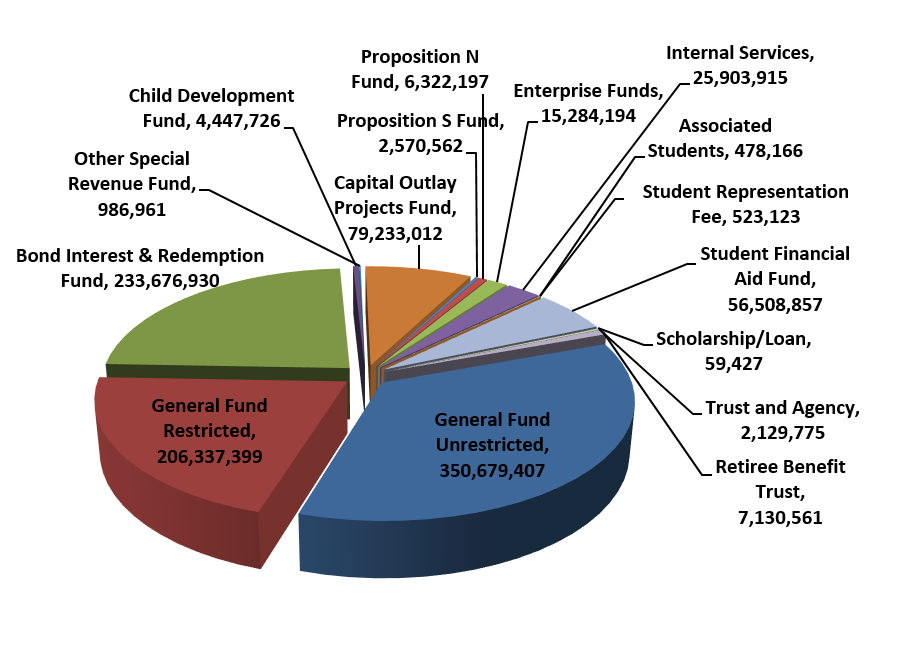 Proposition N
Fund, 6,322,197
Internal Services,
25,903,915
Child Development
Fund, 4,447,726
Enterprise Funds,
15,284,194
Proposition S Fund,
2,570,562
Associated
Students, 478,166
Other Special
Revenue Fund,
986,961
Capital Outlay
Projects Fund,
79,233,012
Student Representation
Fee, 523,123
Bond Interest & Redemption
Fund, 233,676,930
Student Financial
Aid Fund,
56,508,857
Scholarship/Loan,
59,427
General Fund
Restricted,
206,337,399
General Fund
Unrestricted,
350,679,407
Trust and Agency,
2,129,775
Retiree Benefit
Trust,
7,130,561